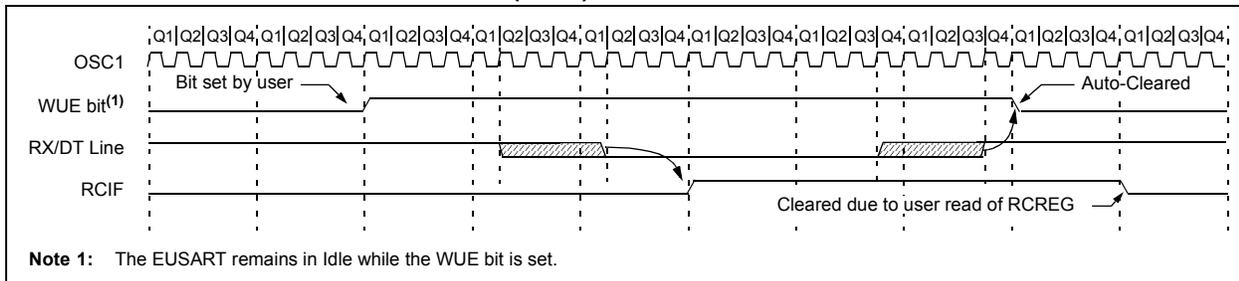 Q1|Q2|Q3|Q4 Q1|Q2|Q3|Q4 Q1|Q2|Q3|Q4 Q1|Q2|Q3|Q4 Q1|Q2|Q3|Q4 Q1|Q2|Q3|Q4 Q1|Q2|Q3|Q4 Q1|Q2|Q3|Q4 Q1|Q2|Q3|Q4 Q1|Q2|Q3|Q4
OSC1
Bit set by user
Auto-Cleared
WUE bit(1)
RX/DT Line
RCIF
Cleared due to user read of RCREG
Note 1: The EUSART remains in Idle while the WUE bit is set.